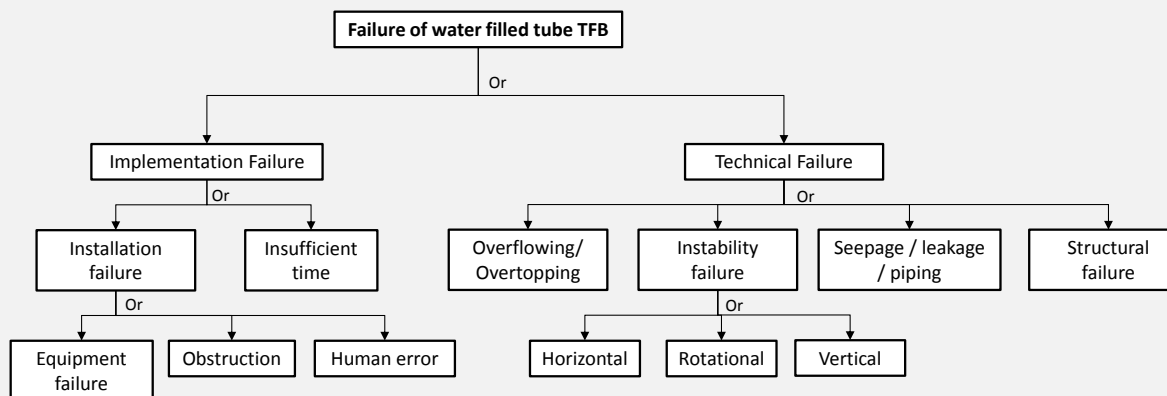 Failure of water filled tube TFB
Or
Implementation Failure
Technical Failure
Or
Or
Installation
failure
Insufficient
time
Overflowing/
Overtopping
Instability
failure
Seepage / leakage
/ piping
Structural
failure
Or
Or
Equipment
failure
Obstruction
Human error
Horizontal
Rotational
Vertical